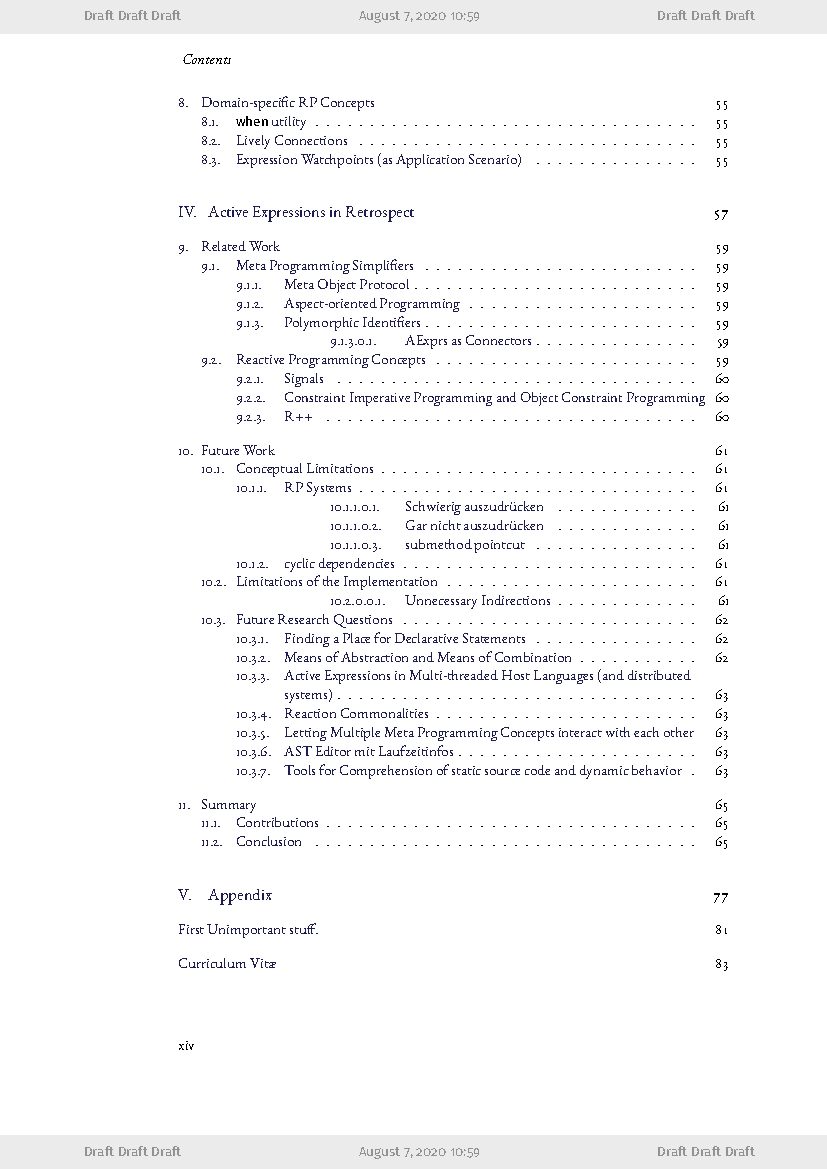 Draft Draft Draft August 7, 2020 10:59 Draft Draft Draft
Contents
8. Domain-specific RP Concepts 55
8.1. when utility . . . . . . . . . . . . . . . . . . . . . . . . . . . . . . . . . . . 55
8.2. Lively Connections . . . . . . . . . . . . . . . . . . . . . . . . . . . . . . . 55
8.3. Expression Watchpoints (as Application Scenario) . . . . . . . . . . . . . . . 55
IV. Active Expressions in Retrospect 57
9. Related Work 59
9.1. Meta Programming Simplifiers . . . . . . . . . . . . . . . . . . . . . . . . . 59
9.1.1. Meta Object Protocol . . . . . . . . . . . . . . . . . . . . . . . . . . 59
9.1.2. Aspect-oriented Programming . . . . . . . . . . . . . . . . . . . . . 59
9.1.3. Polymorphic Identifiers . . . . . . . . . . . . . . . . . . . . . . . . . 59
9.1.3.0.1. AExprs as Connectors . . . . . . . . . . . . . . . 59
9.2. Reactive Programming Concepts . . . . . . . . . . . . . . . . . . . . . . . . 59
9.2.1. Signals . . . . . . . . . . . . . . . . . . . . . . . . . . . . . . . . . 60
9.2.2. Constraint Imperative Programming and Object Constraint Programming 60
9.2.3. R++ . . . . . . . . . . . . . . . . . . . . . . . . . . . . . . . . . . 60
10. Future Work 61
10.1. Conceptual Limitations . . . . . . . . . . . . . . . . . . . . . . . . . . . . . 61
10.1.1. RP Systems . . . . . . . . . . . . . . . . . . . . . . . . . . . . . . . 61
10.1.1.0.1. Schwierig auszudrücken . . . . . . . . . . . . . 61
10.1.1.0.2. Gar nicht auszudrücken . . . . . . . . . . . . . 61
10.1.1.0.3. submethod pointcut . . . . . . . . . . . . . . . 61
10.1.2. cyclic dependencies . . . . . . . . . . . . . . . . . . . . . . . . . . . 61
10.2. Limitations of the Implementation . . . . . . . . . . . . . . . . . . . . . . . 61
10.2.0.0.1. Unnecessary Indirections . . . . . . . . . . . . . 61
10.3. Future Research Questions . . . . . . . . . . . . . . . . . . . . . . . . . . . 62
10.3.1. Finding a Place for Declarative Statements . . . . . . . . . . . . . . . 62
10.3.2. Means of Abstraction and Means of Combination . . . . . . . . . . . 62
10.3.3. Active Expressions in Multi-threaded Host Languages (and distributed
systems) . . . . . . . . . . . . . . . . . . . . . . . . . . . . . . . . . 63
10.3.4. Reaction Commonalities . . . . . . . . . . . . . . . . . . . . . . . . 63
10.3.5. Letting Multiple Meta Programming Concepts interact with each other 63
10.3.6. AST Editor mit Laufzeitinfos . . . . . . . . . . . . . . . . . . . . . . 63
10.3.7. Tools for Comprehension of static source code and dynamic behavior . 63
11. Summary 65
11.1. Contributions . . . . . . . . . . . . . . . . . . . . . . . . . . . . . . . . . . 65
11.2. Conclusion . . . . . . . . . . . . . . . . . . . . . . . . . . . . . . . . . . . 65
V. Appendix 77
First Unimportant stuff. 81
Curriculum Vitæ 83
xiv
Draft Draft Draft August 7, 2020 10:59 Draft Draft Draft